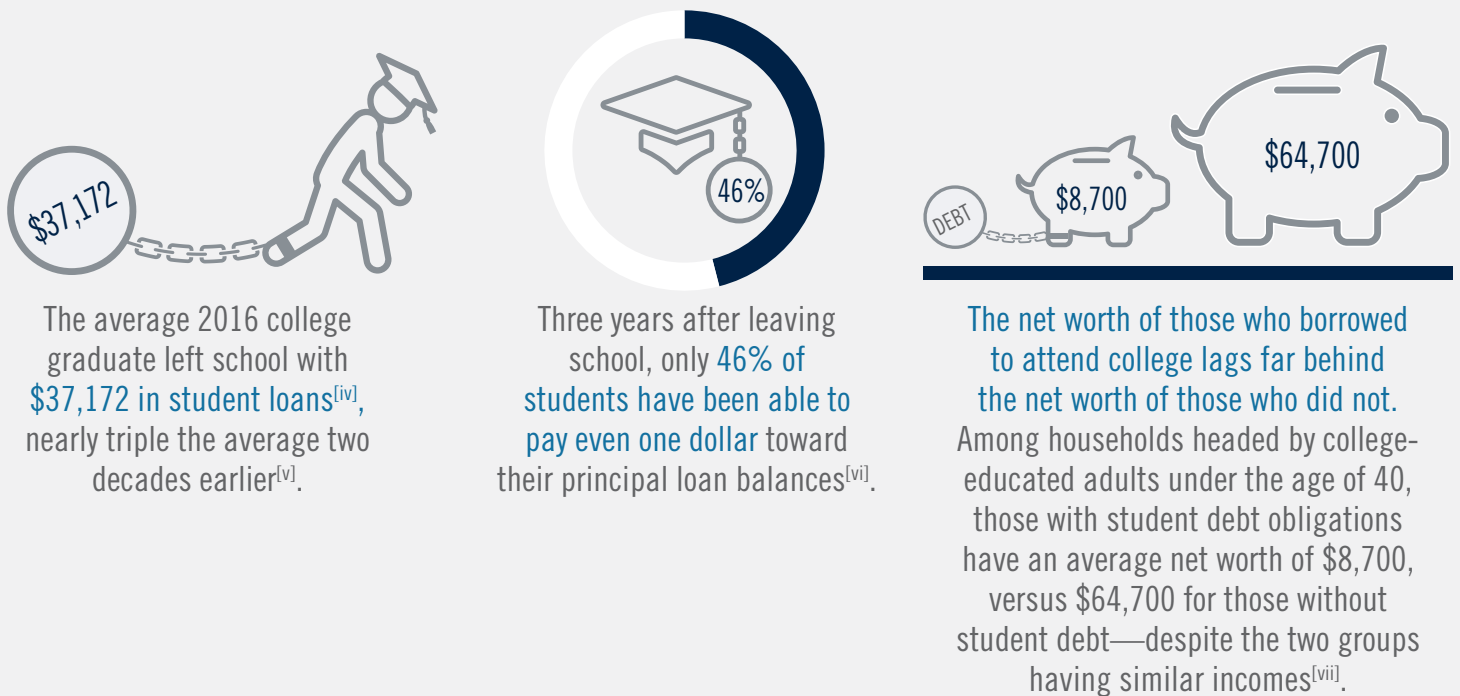 $37,172
The average 2016 college
graduate left school with
$37,172 in student loans[iv],
nearly triple the average two
decades earlier[v].
46%
Three years after leaving
school, only 46% of
students have been able to
pay even one dollar toward
their principal loan balances[vi].
DEBT
$8,700
$64,700
The net worth of those who borrowed
to attend college lags far behind
the net worth of those who did not.
Among households headed by college-
educated adults under the age of 40,
those with student debt obligations
have an average net worth of $8,700,
versus $64,700 for those without
student debt—despite the two groups
having similar incomes[vii].